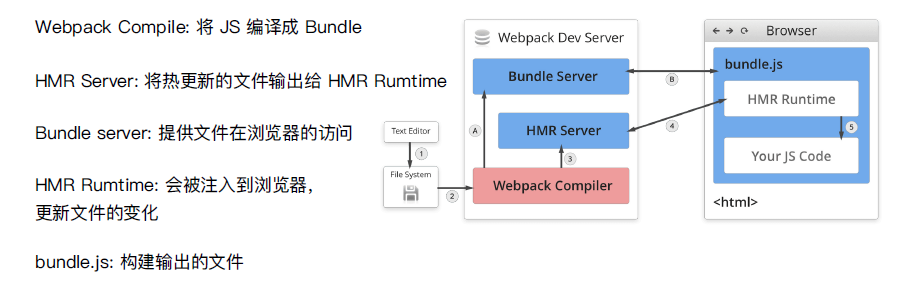 Webpack Compile: 将 JS 编译成 Bundle
HMR Server: 将热更新的文件输出给 HMR Rumtime
Bundle server: 提供文件在浏览器的访问
HMR Rumtime: 会被注入到浏览器，
更新文件的变化
bundle.js: 构建输出的文件
Text Editor
1
File System
2
Webpack Dev Server
Bundle Server
A
HMR Server
3
Webpack Compiler
B
4
Browser
bundle.js
HMR Runtime
5
Your JS Code
<html>